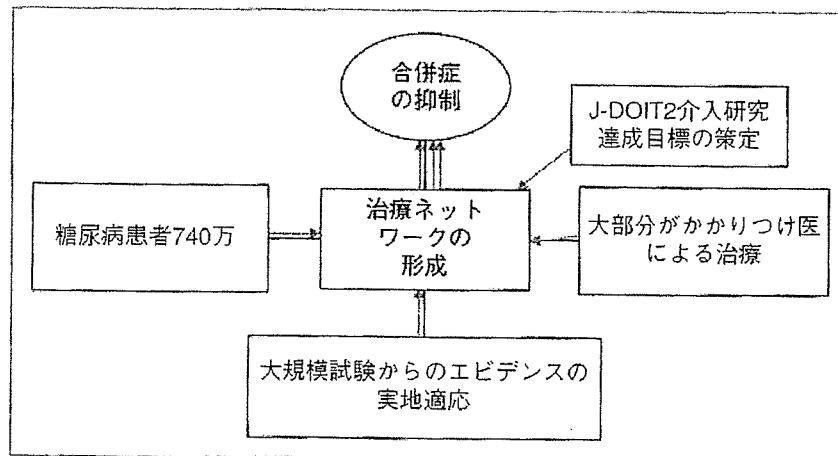 合併症
の抑制
J-DOIT2介入研究
達成目標の策定
糖尿病患者740万
治療ネット
ワークの
形成
大部分がかかりつけ医
による治療
大規模試験からのエビデンスの
実地適応